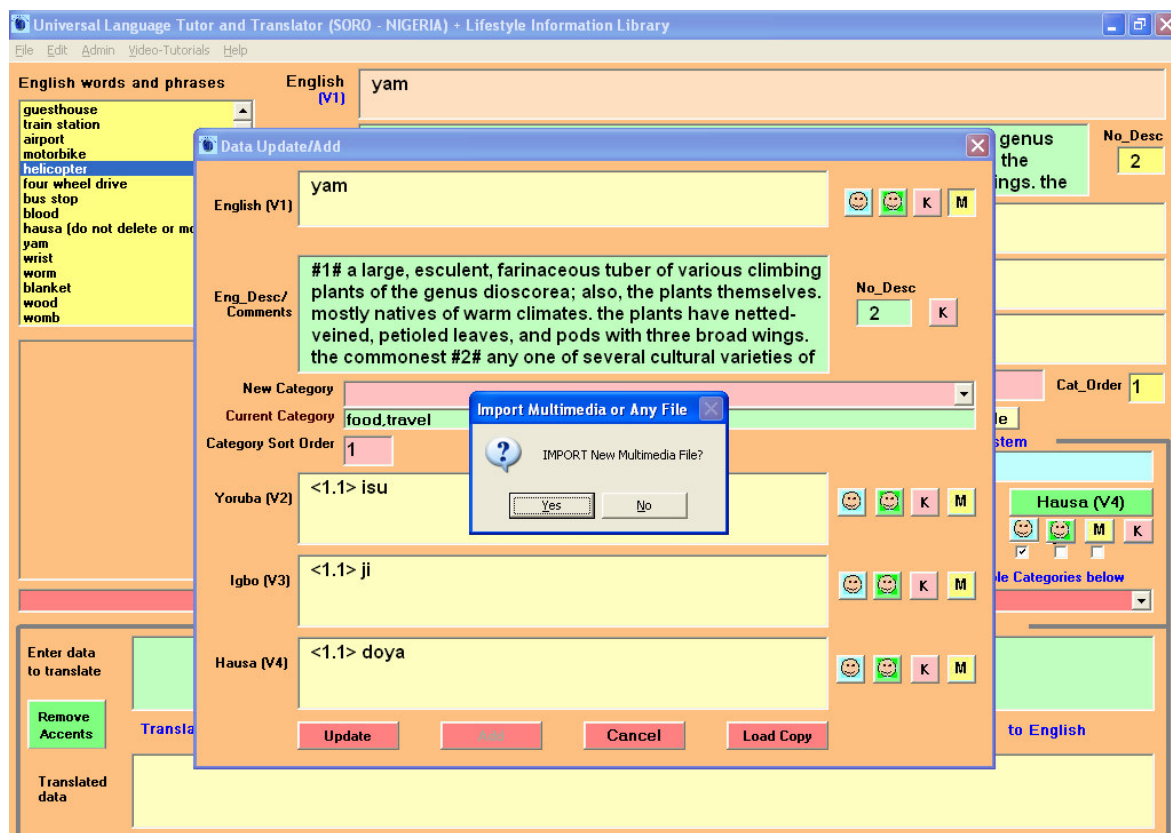 Universal Language Tutor and Translator (SORO - NIGERIA) + Lifestyle Information Library
File Edit Admin Video-Tutorials Help
English words and phrases
guesthouse
train station
airport
motorbike
helicopter
four wheel drive
bus stop
blood
hausa (do not delete or mo
yam
wrist
worm
blanket
wood
womb
English
(V1)
yam
genus
the
ings. the
No_Desc
2
Data Update/Add
English (V1)
yam
K M
Eng_Desc/
Comments
#1# a large, esculent, farinaceous tuber of various climbing
plants of the genus dioscorea; also, the plants themselves.
mostly natives of warm climates. the plants have netted-
veined, petioled leaves, and pods with three broad wings.
the commonest #2# any one of several cultural varieties of
No_Desc
2 K
New Category
Current Category food,travel
Category Sort Order 1
Import Multimedia or Any File
IMPORT New Multimedia File?
Yes No
Yoruba (V2) <1.1> isu K M
Igbo (V3) <1.1> ji K M
Hausa (V4) <1.1> doya K M
Update Add Cancel Load Copy
Cat_Order 1
le
stem
Hausa (V4)
M K
le Categories below
Enter data
to translate
Remove
Accents
Transla
to English
Translated
data